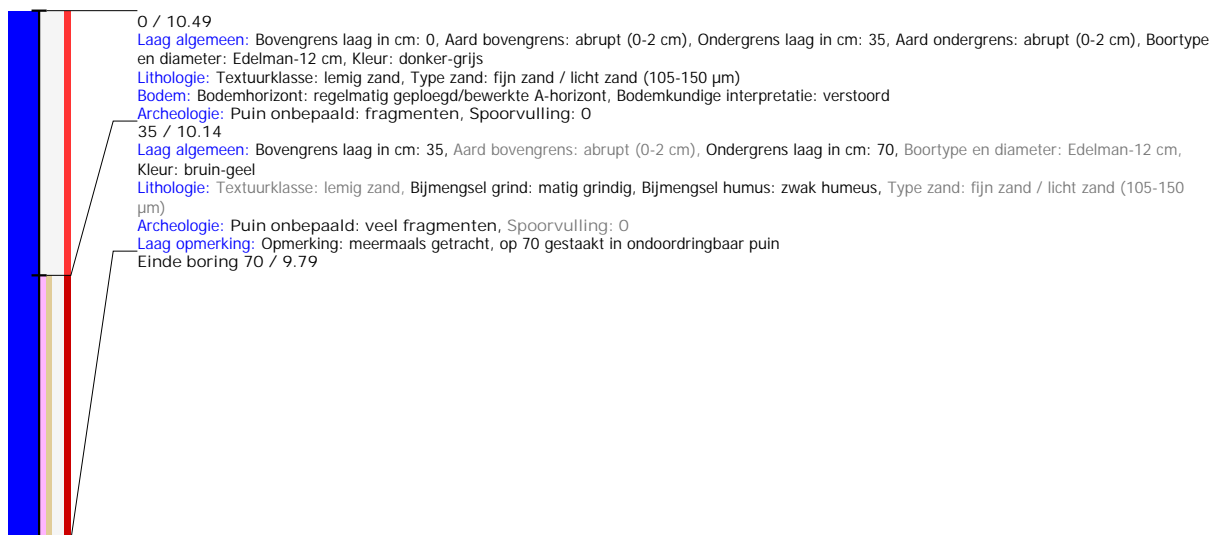 0 / 10.49
Laag algemeen: Bovengrens laag in cm: 0, Aard bovengrens: abrupt (0-2 cm), Ondergrens laag in cm: 35, Aard ondergrens: abrupt (0-2 cm), Boortype
en diameter: Edelman-12 cm, Kleur: donker-grijs
Lithologie: Textuurklasse: lemig zand, Type zand: fijn zand / licht zand (105-150 µm)
Bodem: Bodemhorizont: regelmatig geploegd/bewerkte A-horizont, Bodemkundige interpretatie: verstoord
Archeologie: Puin onbepaald: fragmenten, Spoorvulling: 0
35 / 10.14
Laag algemeen: Bovengrens laag in cm: 35, Aard bovengrens: abrupt (0-2 cm), Ondergrens laag in cm: 70, Boortype en diameter: Edelman-12 cm,
Kleur: bruin-geel
Lithologie: Textuurklasse: lemig zand, Bijmengsel grind: matig grindig, Bijmengsel humus: zwak humeus, Type zand: fijn zand / licht zand (105-150
µm)
Archeologie: Puin onbepaald: veel fragmenten, Spoorvulling: 0
Laag opmerking: Opmerking: meermaals getracht, op 70 gestaakt in ondoordringbaar puin
Einde boring 70 / 9.79